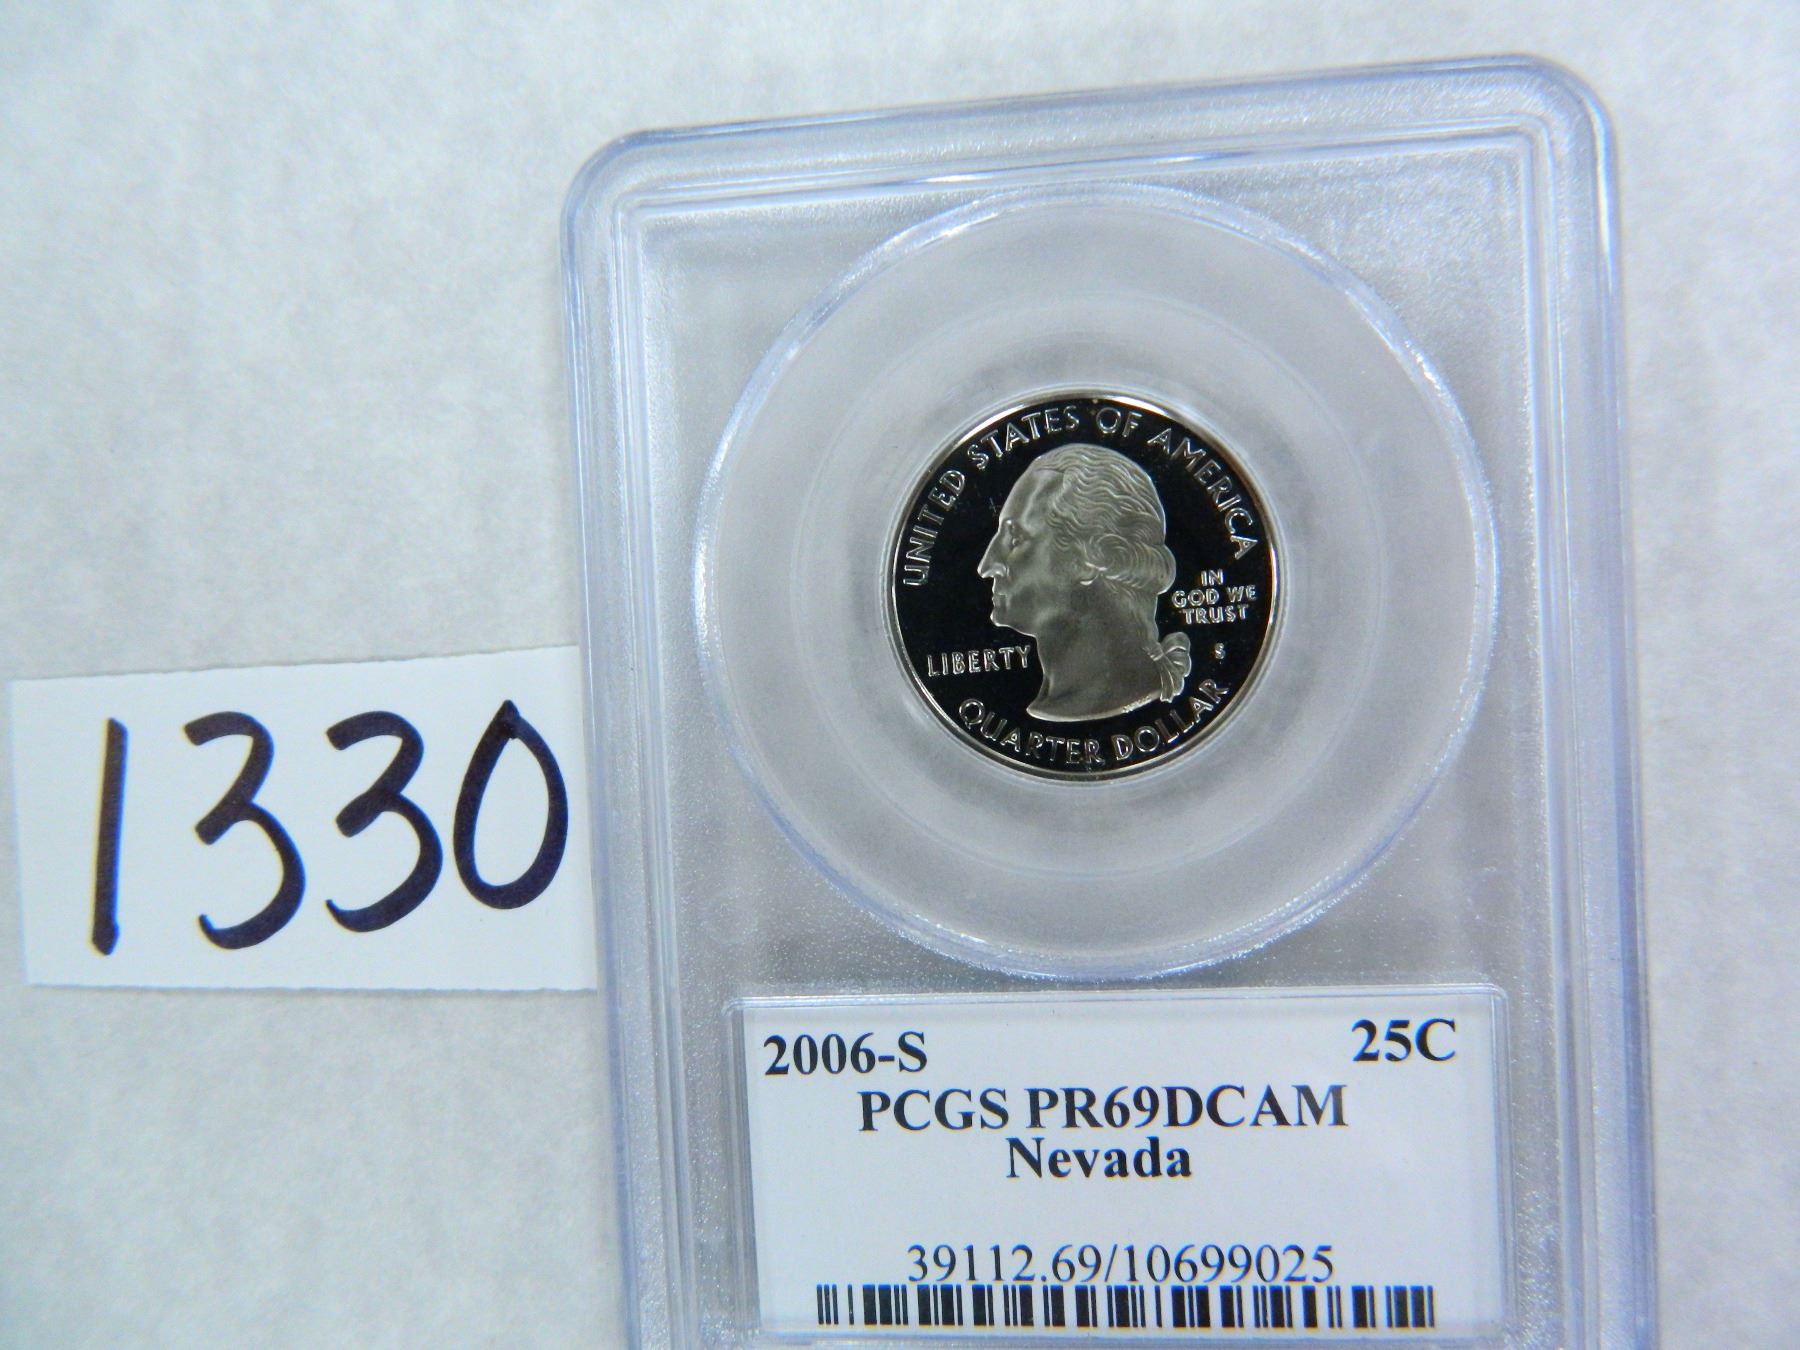 1330
UNITED STATES OF AMERICA
IN
GOD WE
TRUST
S
LIBERTY
QUARTER DOLLAR
2006-S 25C
PCGS PR69DCAM
Nevada
39112.69/10699025